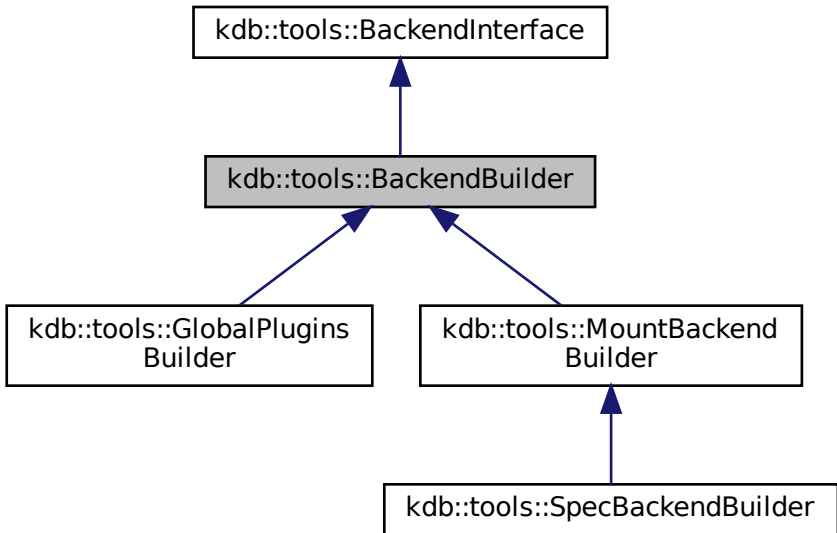 kdb::tools::BackendInterface
kdb::tools::BackendBuilder
kdb::tools::GlobalPlugins
Builder
kdb::tools::MountBackend
Builder
kdb::tools::SpecBackendBuilder